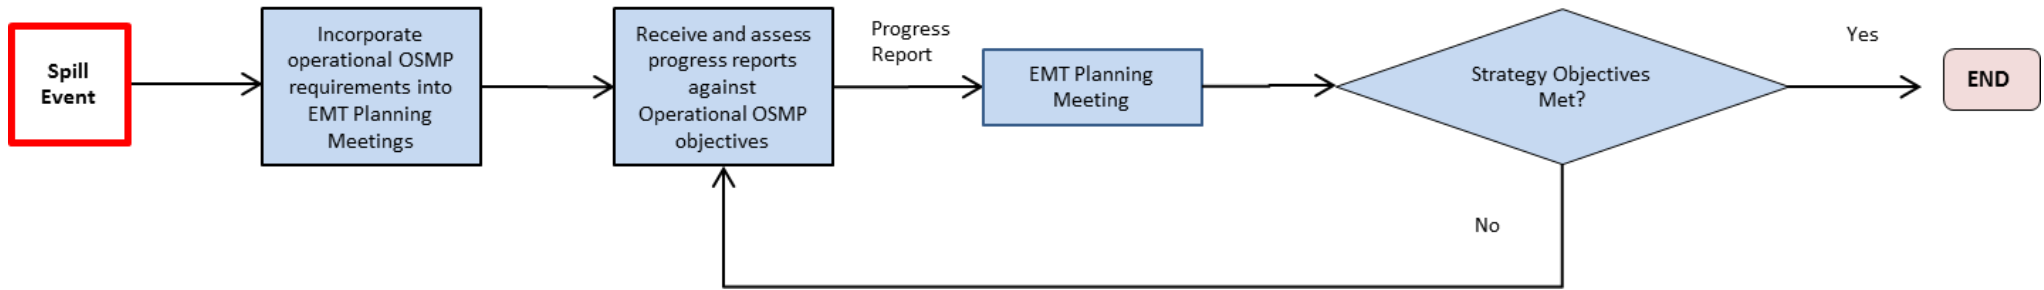 Spill
Event
Incorporate
operational OSMP
requirements into
EMT Planning
Meetings
Receive and assess
progress reports
against
Operational OSMP
objectives
Progress
Report
EMT Planning
Meeting
Strategy Objectives
Met?
Yes
END
No